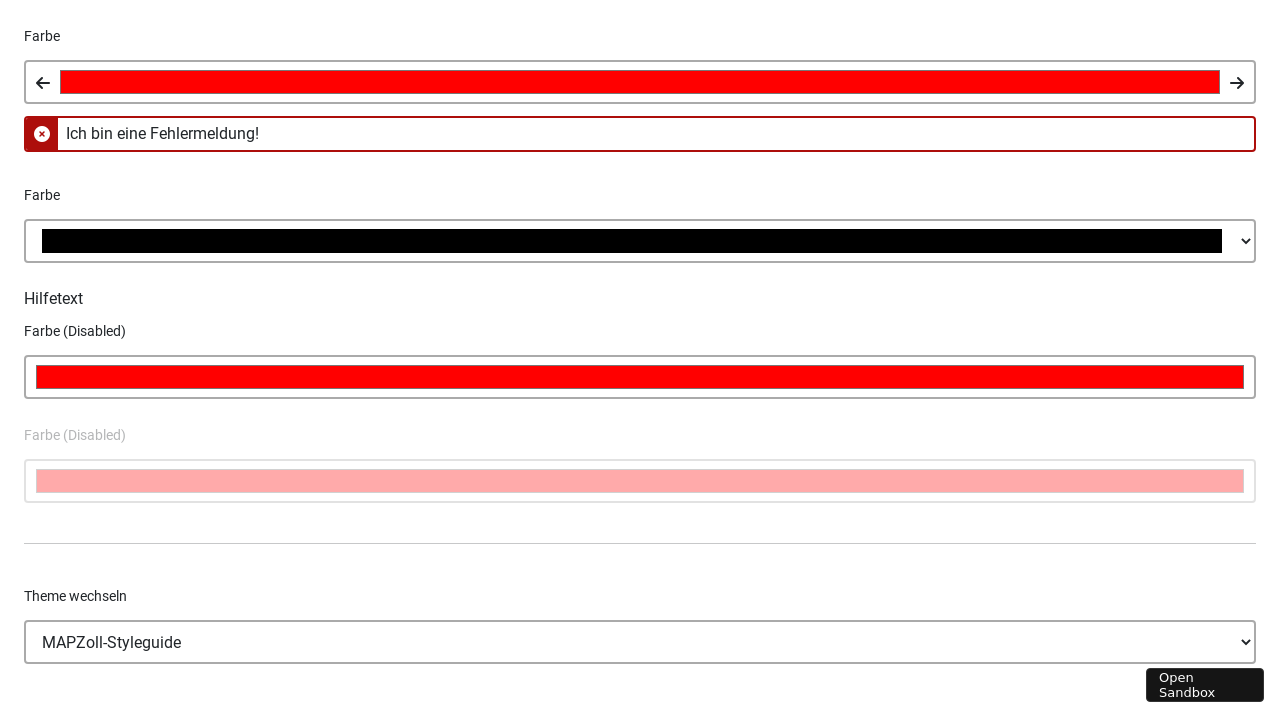 Farbe
Ich bin eine Fehlermeldung!
Farbe
Hilfetext
Farbe (Disabled)
Farbe (Disabled)
Theme wechseln
MAPZoll-Styleguide
Open
Sandbox